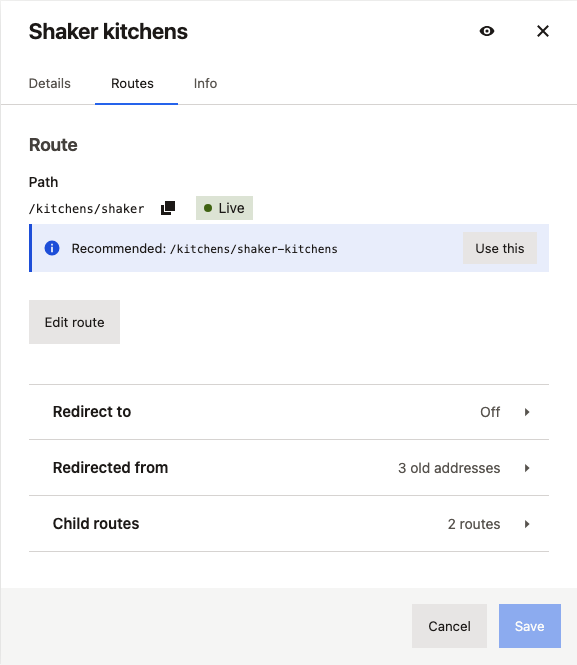 Shaker kitchens
Details Routes Info
Route
Path
/kitchens/shaker Live
Recommended: /kitchens/shaker-kitchens Use this
Edit route
Redirect to Off
Redirected from 3 old addresses
Child routes 2 routes
Cancel Save